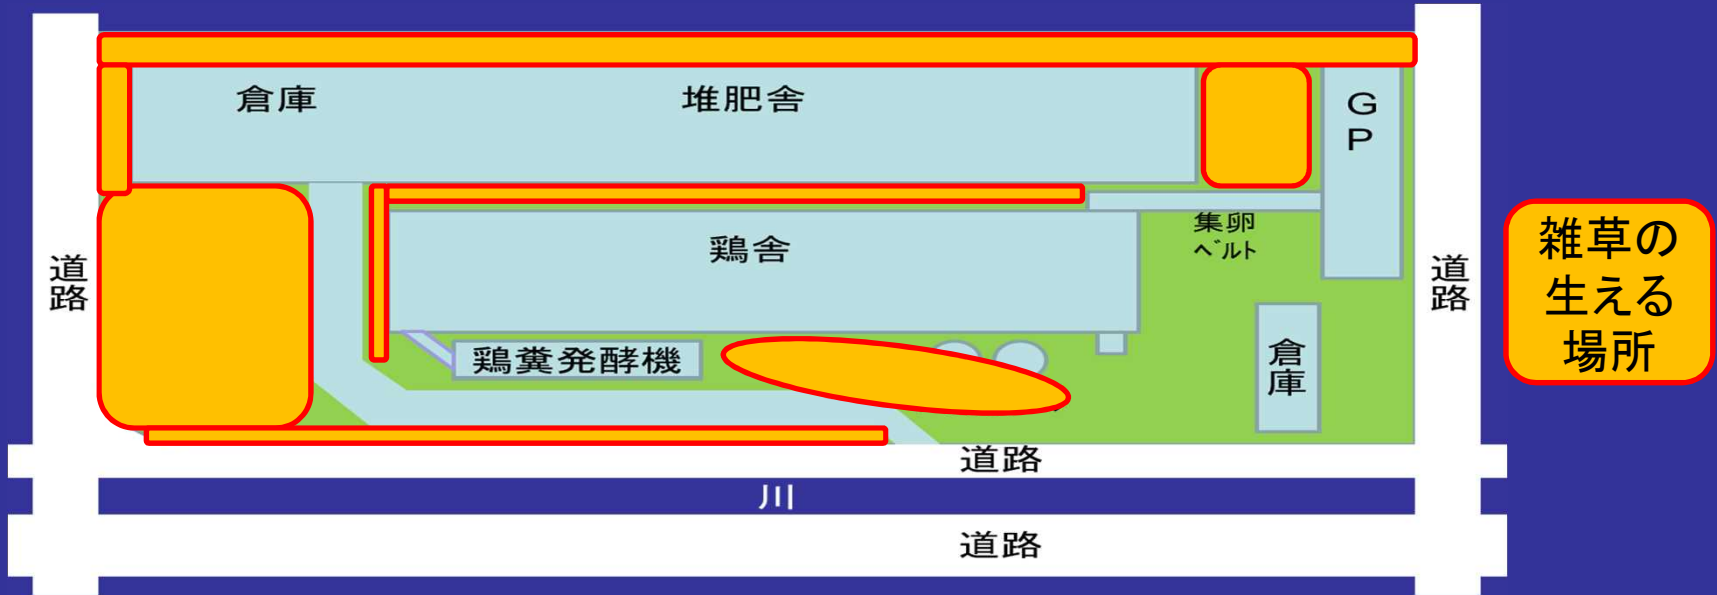 倉庫
堆肥舎
GP
集卵
ベルト
鶏舎
道路
道路
雑草の
生える
場所
鶏糞発酵機
倉庫
道路
川
道路